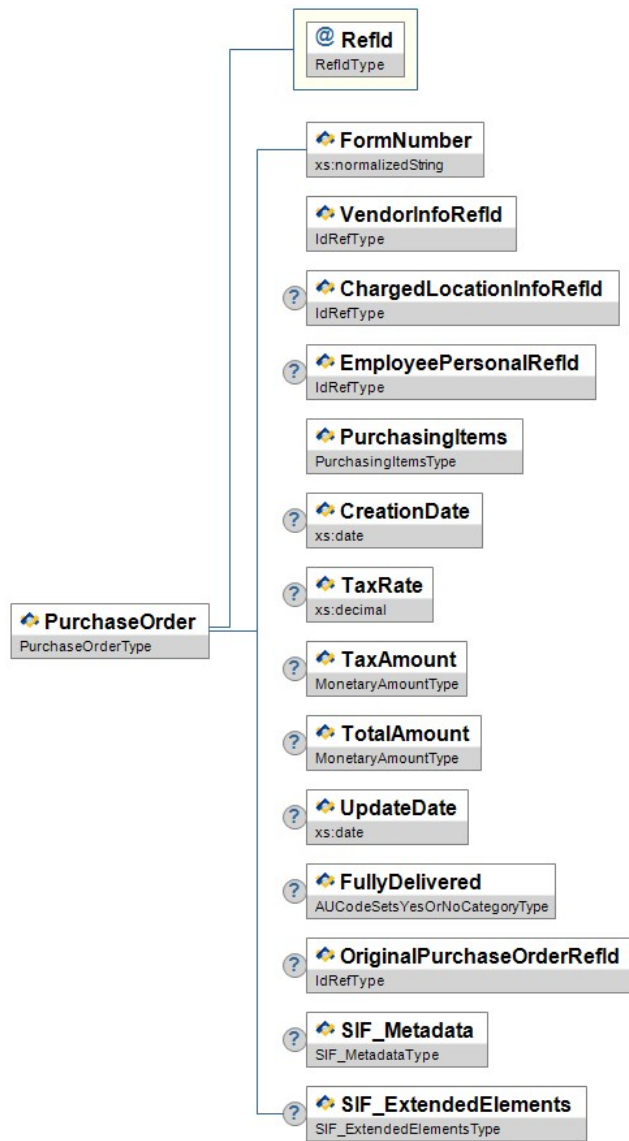 @ RefId
RefIdType
FormNumber
xs:normalizedString
VendorInfoRefId
IdRefType
? ChargedLocationInfoRefId
IdRefType
? EmployeePersonalRefId
IdRefType
PurchasingItems
PurchasingItemsType
? CreationDate
xs:date
? TaxRate
xs:decimal
PurchaseOrder
PurchaseOrderType
? TaxAmount
MonetaryAmountType
? TotalAmount
MonetaryAmountType
? UpdateDate
xs:date
? FullyDelivered
AUCodeSetsYesOrNoCategoryType
? OriginalPurchaseOrderRefId
IdRefType
? SIF_Metadata
SIF_MetadataType
? SIF_ExtendedElements
SIF_ExtendedElementsType